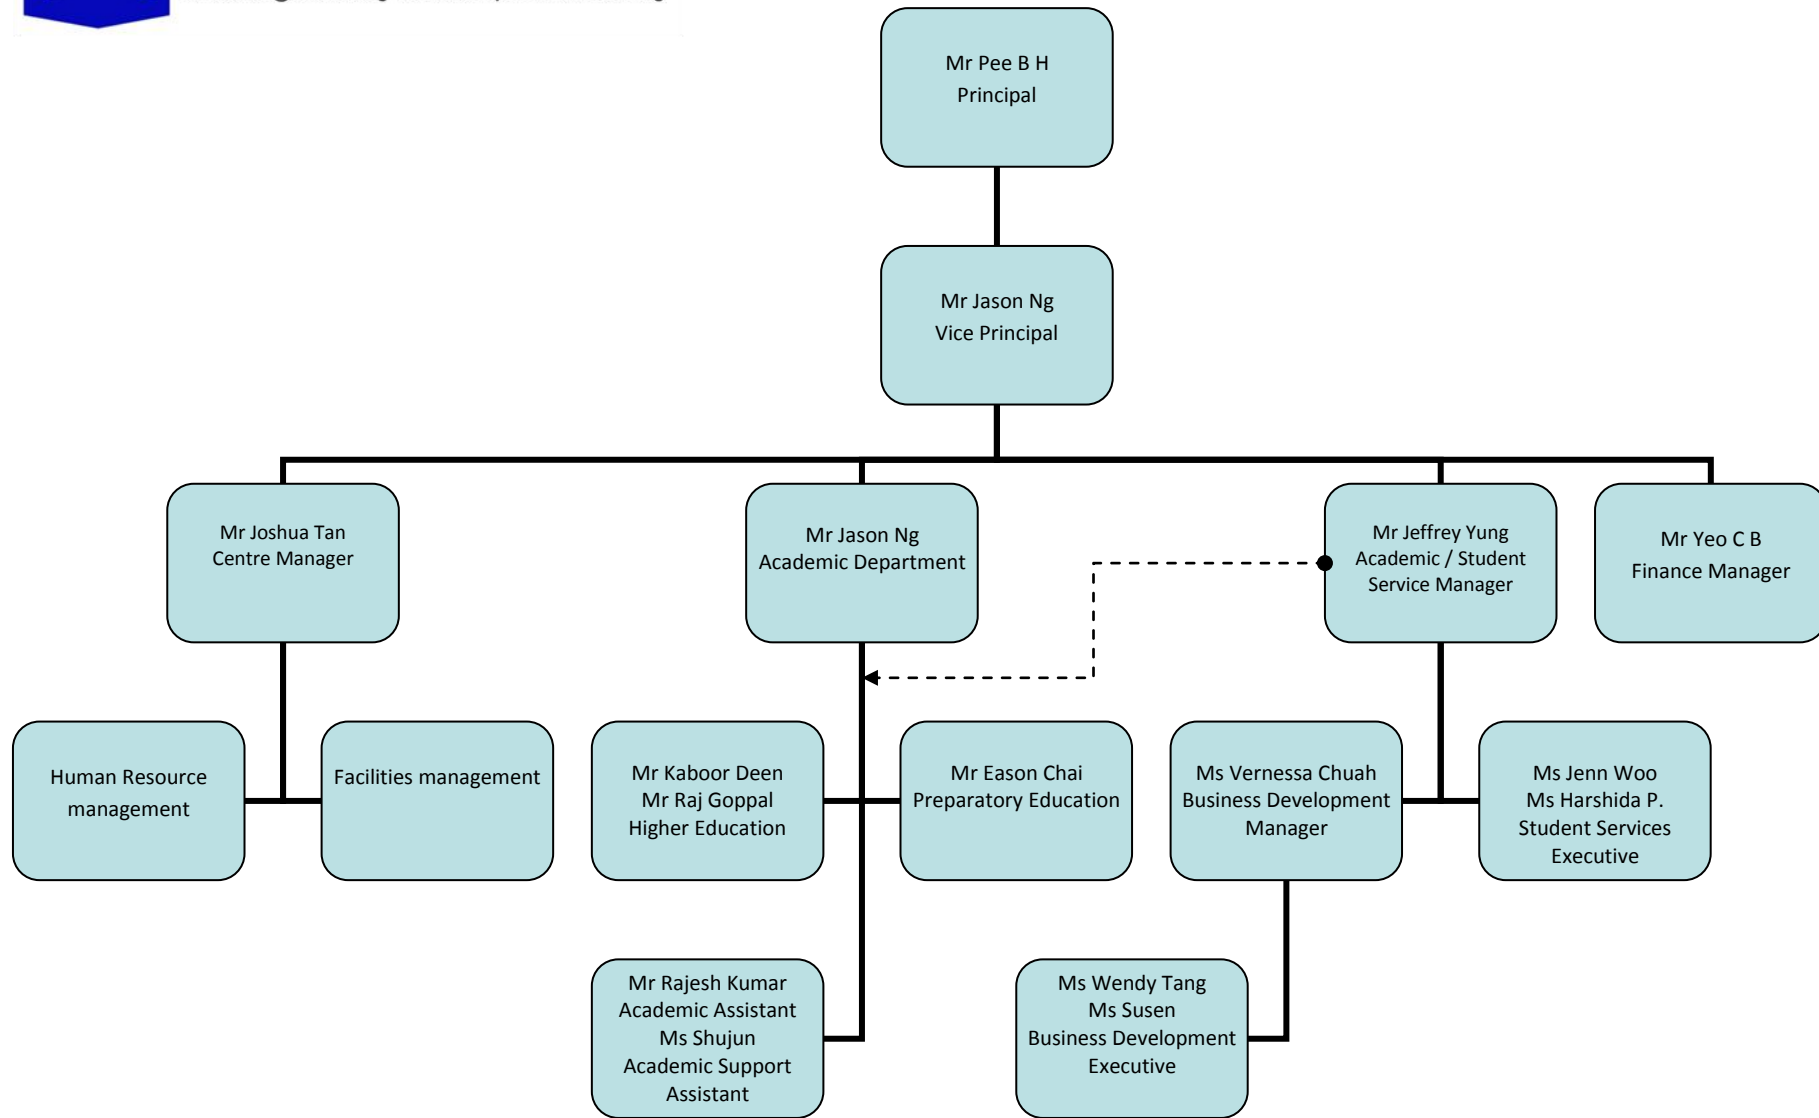 Mr Pee B H
Principal
Mr Jason Ng
Vice Principal
Mr Joshua Tan
Centre Manager
Mr Jason Ng
Academic Department
Mr Jeffrey Yung
Academic / Student
Service Manager
Mr Yeo C B
Finance Manager
Human Resource
management
Facilities management
Mr Kaboor Deen
Mr Raj Goppal
Higher Education
Mr Eason Chai
Preparatory Education
Ms Vernessa Chuah
Business Development
Manager
Ms Jenn Woo
Ms Harshida P.
Student Services
Executive
Mr Rajesh Kumar
Academic Assistant
Ms Shujun
Academic Support
Assistant
Ms Wendy Tang
Ms Susen
Business Development
Executive